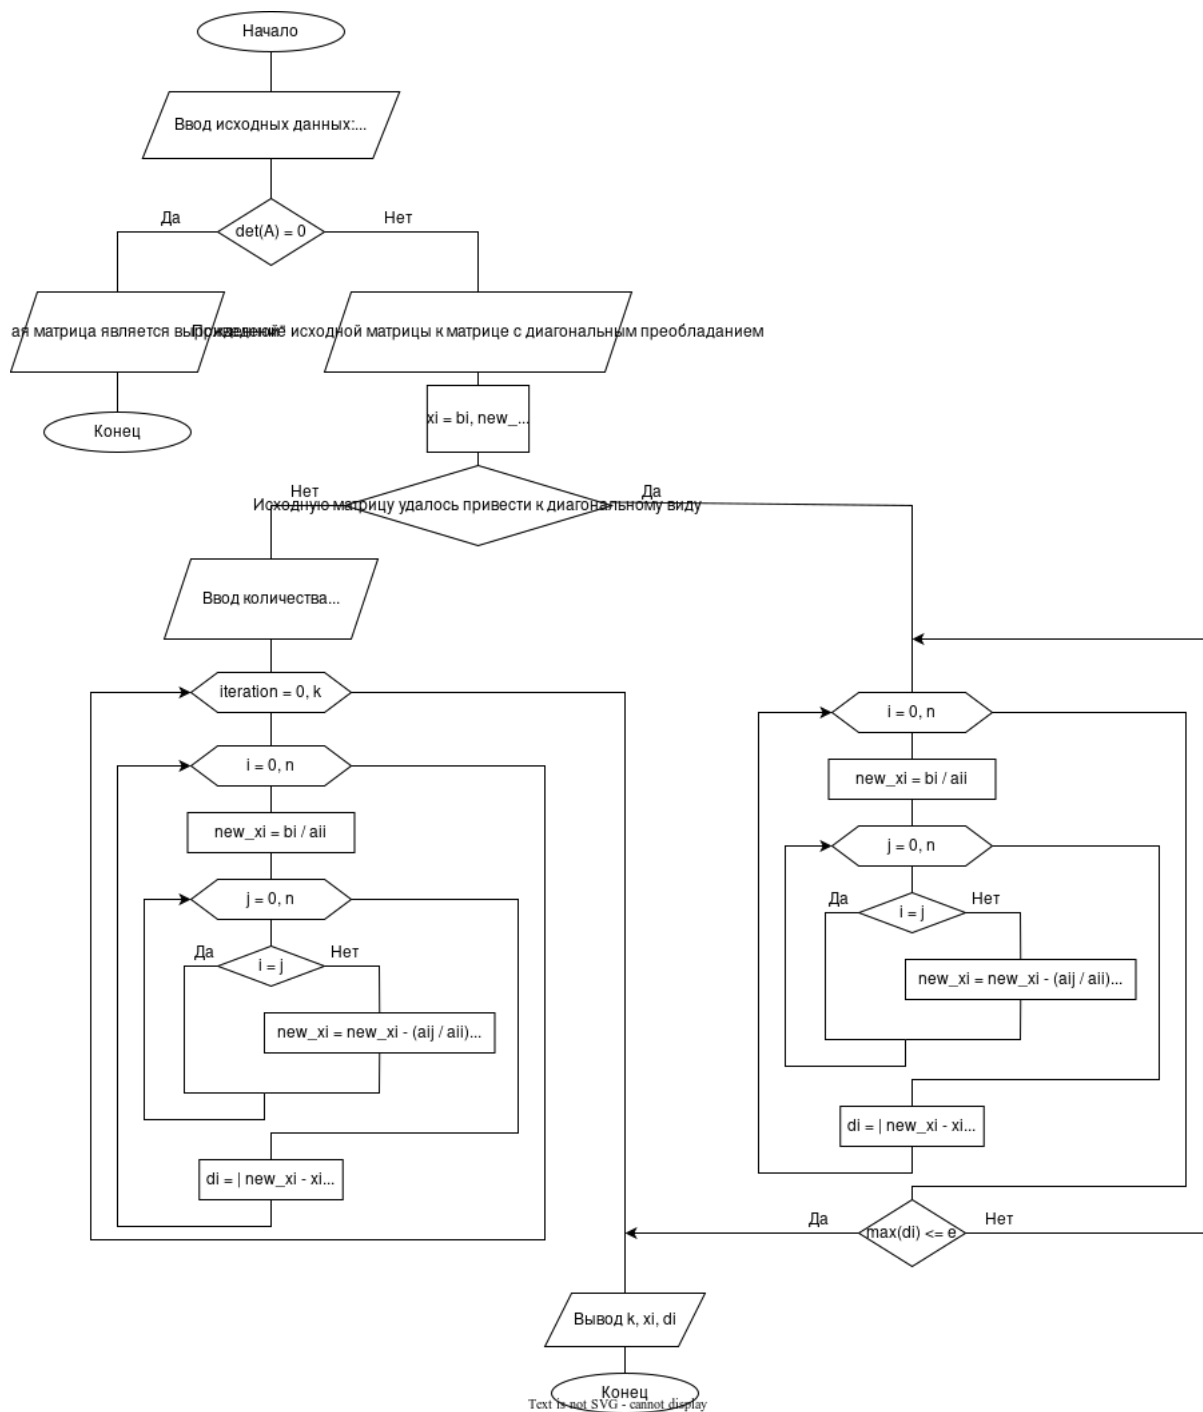 Начало
Ввод исходных данных:...
Да
Нет
det(A) = 0
ая матрица является
исходной матрицы к матрице с диагональным преобладанием
Конец
xi = bi, new_...
Нет
Да
Исходную матрицу удалось привести к диагональному виду
Ввод количества...
iteration = 0, k
i = 0, n
new_xi = bi / aii
j = 0, n
Да
Нет
i = j
new_xi = new_xi - (aij / aii)...
di = | new_xi - xi...
i = 0, n
new_xi = bi / aii
j = 0, n
Да
Нет
i = j
new_xi = new_xi - (aij / aii)...
di = | new_xi - xi...
Да
Нет
max(di) <= e
Вывод k, xi, di
Конец
Text is not SVG - cannot display